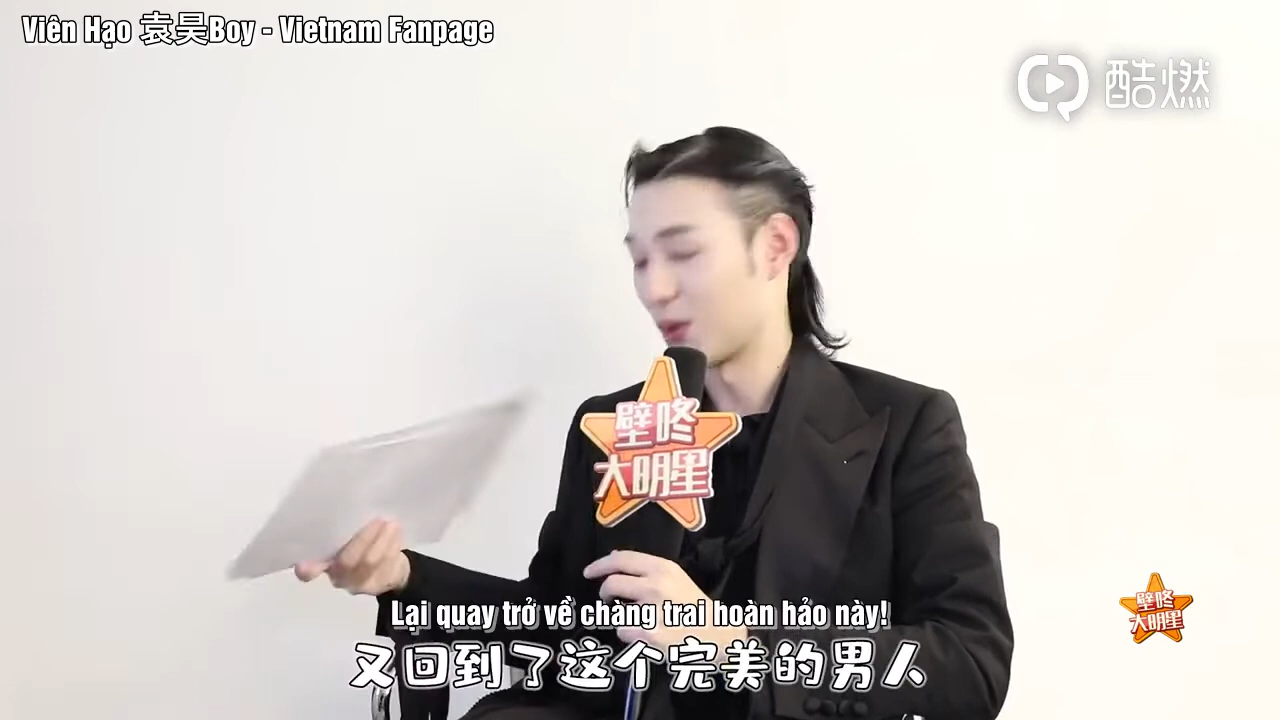 Viên Hạo 袁昊Boy - Vietnam Fanpage
酷燃
壁咚
大明星
Lại quay trở về chàng trai hoàn hảo này!
又回到了这个完美的男人
壁咚
大明星